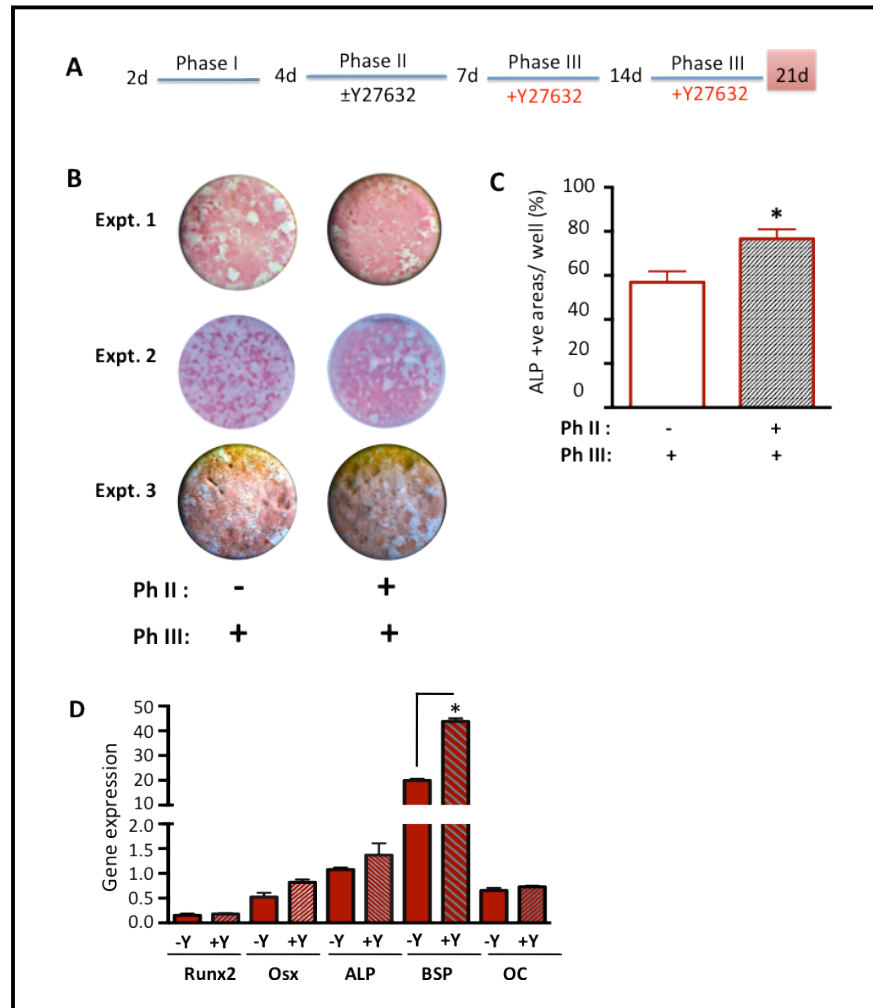 A
2d Phase I 4d Phase II 7d Phase III 14d Phase III 21d
±Y27632 +Y27632 +Y27632
B
Expt. 1
Expt. 2
Expt. 3
Ph II : - +
Ph III: + +
C
ALP +ve areas/ well (%)
100
80
60
40
20
0
*
Ph II : - +
Ph III: + +
D
Gene expression
50
40
30
20
10
2.0
1.5
1.0
0.5
0.0
*
-Y +Y -Y +Y -Y +Y -Y +Y -Y +Y
Runx2 Osx ALP BSP OC